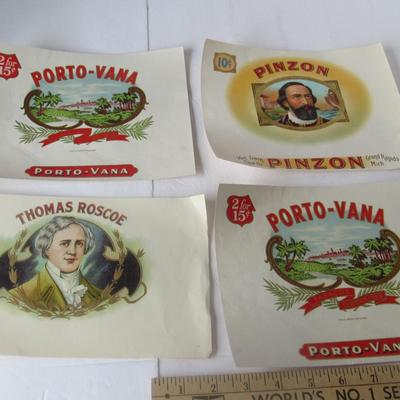 2 for
15¢
PORTO-VANA
PORTO-VANA
10¢
PINZON
PINZON
Grand Rapids
Mich
THOMAS ROSCOE
2 for
15¢
PORTO-VANA
PORTO-VAN
WORLD'S NO. 1 SE